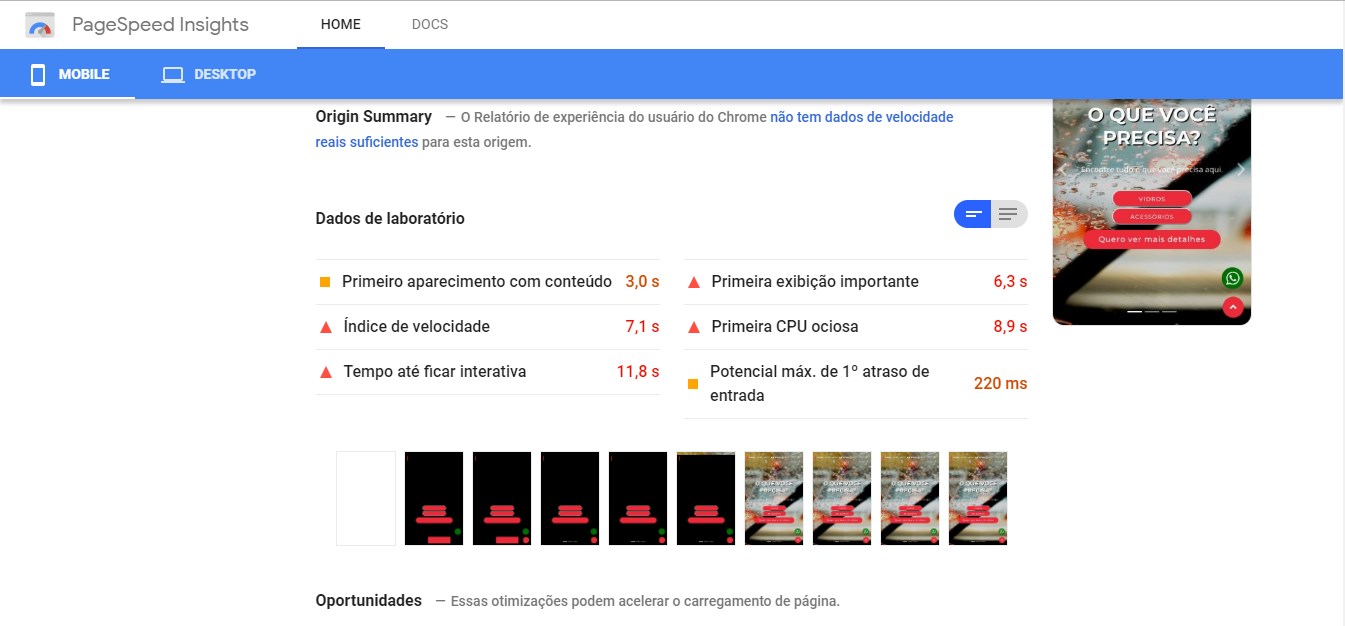 PageSpeed Insights
HOME
DOCS
MOBILE
DESKTOP
Origin Summary — O Relatório de experiência do usuário do Chrome não tem dados de velocidade
reais suficientes para esta origem.
O QUE VOCÊ
PRECISA?
Encontre tudo o que você precisa aqui.
VIDROS
ACESSÓRIOS
Quero ver mais detalhes
Dados de laboratório
Primeiro aparecimento com conteúdo 3,0 s
Primeira exibição importante 6,3 s
Índice de velocidade 7,1 s
Primeira CPU ociosa 8,9 s
Tempo até ficar interativa 11,8 s
Potencial máx. de 1º atraso de
entrada
220 ms
Oportunidades — Essas otimizações podem acelerar o carregamento de página.